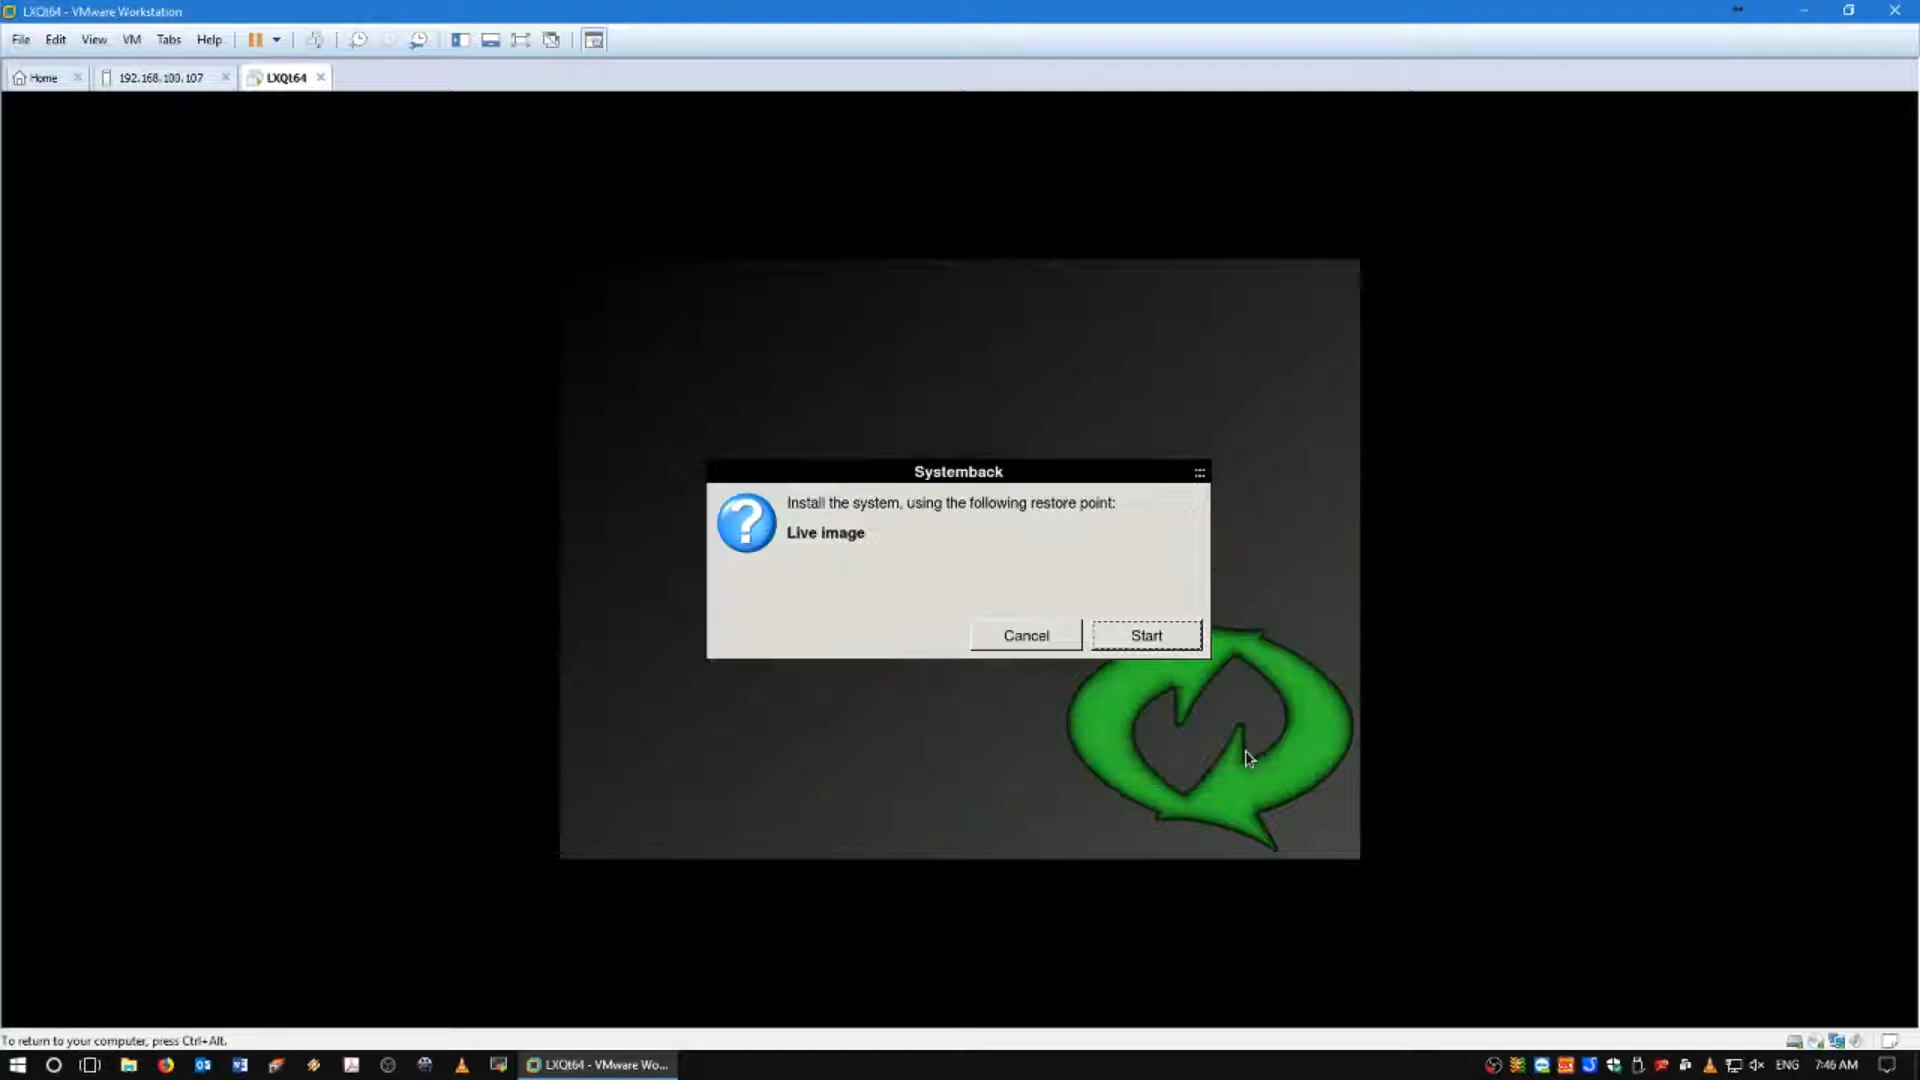 LXQt64 - VMware Workstation
File Edit View VM Tabs Help
Home 192.168.100.107 LXQt64
Systemback
Install the system, using the following restore point:
Live image
Cancel Start
To return to your computer, press Ctrl+Alt.
LXQt64 - VMware Wo... ENG 7:46 AM